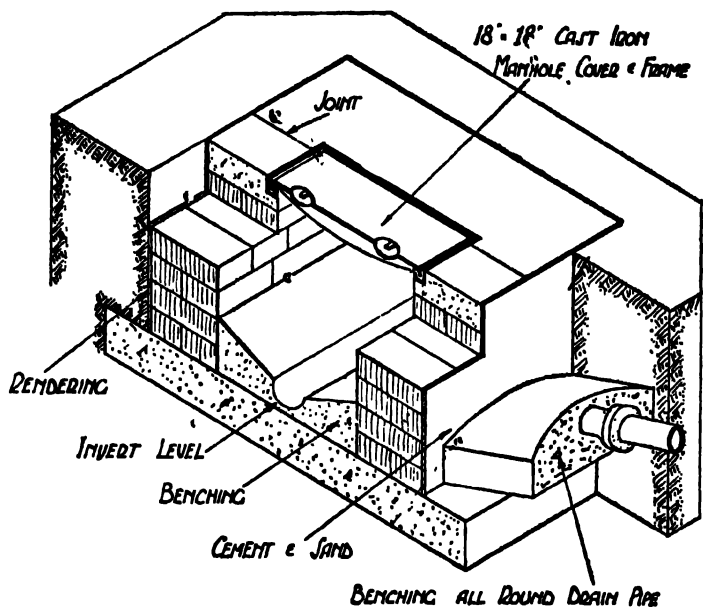 18" × 18" CAST IRON
MANHOLE COVER & FRAME
JOINT
RENDERING
INVERT LEVEL
BENCHING
CEMENT & SAND
BENCHING ALL ROUND DRAIN PIPE